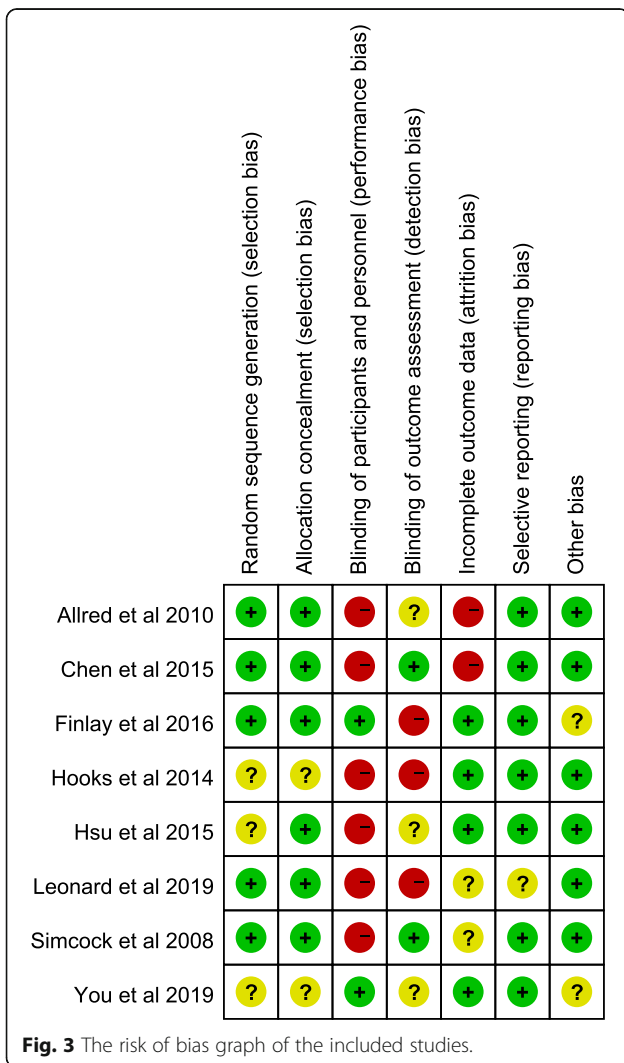 Random sequence generation (selection bias)
Allocation concealment (selection bias)
Blinding of participants and personnel (performance bias)
Blinding of outcome assessment (detection bias)
Incomplete outcome data (attrition bias)
Selective reporting (reporting bias)
Other bias
Allred et al 2010 + + − ? − + +
Chen et al 2015 + + − + − + +
Finlay et al 2016 + + + − + + ?
Hooks et al 2014 ? ? − − + + +
Hsu et al 2015 ? + − ? + + +
Leonard et al 2019 + + − − ? ? +
Simcock et al 2008 + + − + ? + +
You et al 2019 ? ? + ? + + ?
Fig. 3 The risk of bias graph of the included studies.